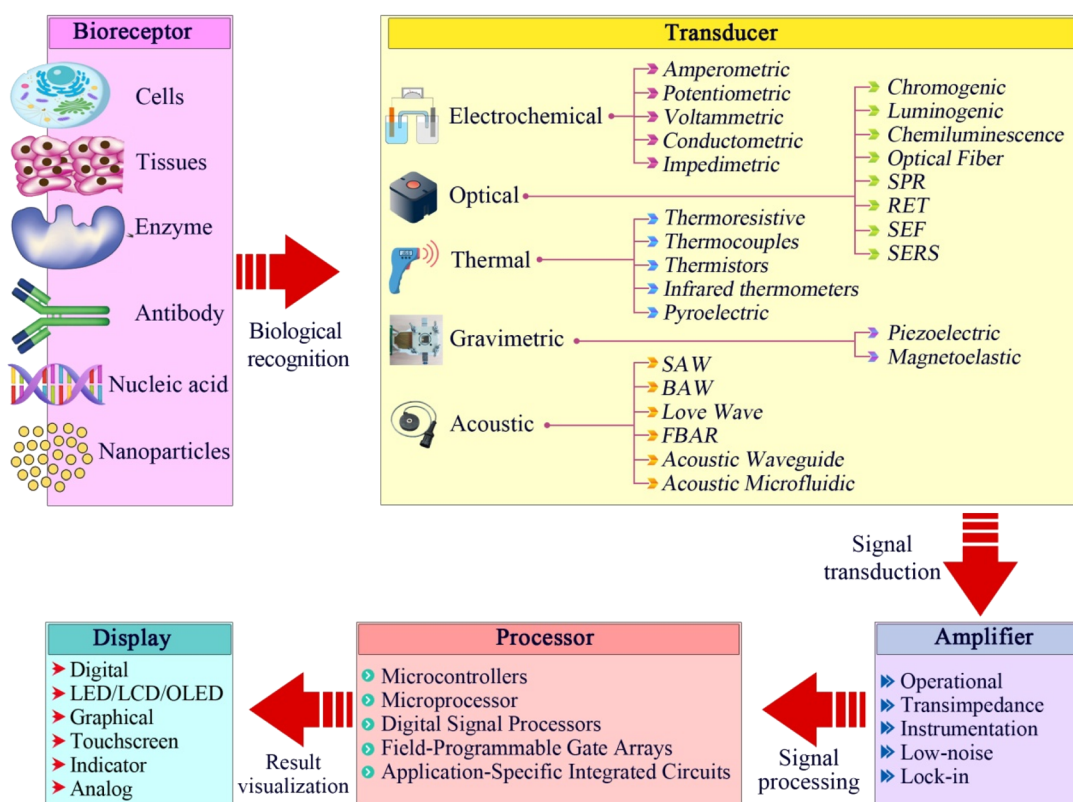 Bioreceptor
Cells
Tissues
Enzyme
Antibody
Nucleic acid
Nanoparticles
Biological
recognition
Transducer
Electrochemical
Amperometric
Potentiometric
Voltammetric
Conductometric
Impedimetric
Optical
Chromogenic
Luminogenic
Chemiluminescence
Optical Fiber
SPR
RET
SEF
SERS
Thermal
Thermoresistive
Thermocouples
Thermistors
Infrared thermometers
Pyroelectric
Gravimetric
Piezoelectric
Magnetoelastic
Acoustic
SAW
BAW
Love Wave
FBAR
Acoustic Waveguide
Acoustic Microfluidic
Signal
transduction
Amplifier
Operational
Transimpedance
Instrumentation
Low-noise
Lock-in
Signal
processing
Processor
Microcontrollers
Microprocessor
Digital Signal Processors
Field-Programmable Gate Arrays
Application-Specific Integrated Circuits
Result
visualization
Display
Digital
LED/LCD/OLED
Graphical
Touchscreen
Indicator
Analog